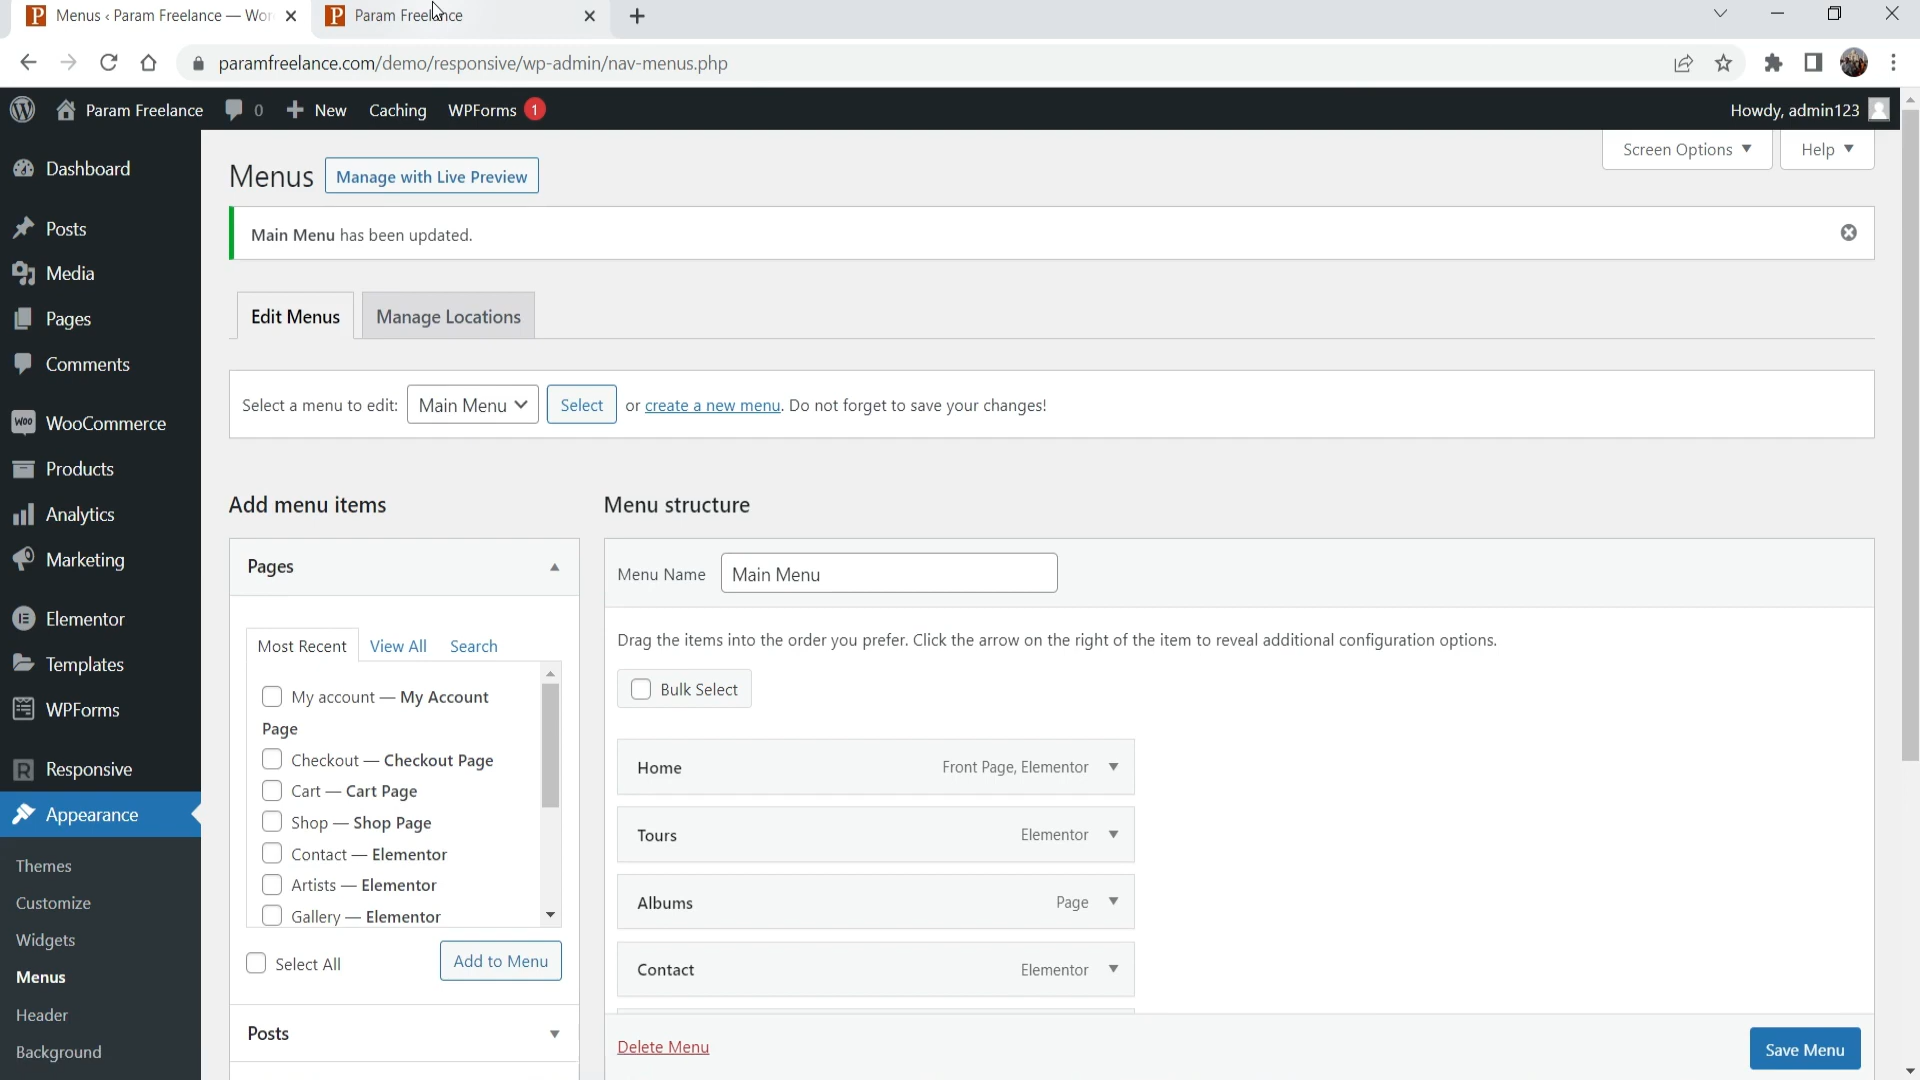 Menus ‹ Param Freelance — Wor
Param Freelance
paramfreelance.com/demo/responsive/wp-admin/nav-menus.php
Param Freelance 0 New Caching WPForms 1
Howdy, admin123
Dashboard
Posts
Media
Pages
Comments
WooCommerce
Products
Analytics
Marketing
Elementor
Templates
WPForms
Responsive
Appearance
Themes
Customize
Widgets
Menus
Header
Background
Screen Options
Help
Menus
Manage with Live Preview
Main Menu has been updated.
Edit Menus
Manage Locations
Select a menu to edit: Main Menu Select or create a new menu. Do not forget to save your changes!
Add menu items
Pages
Most Recent View All Search
My account — My Account
Page
Checkout — Checkout Page
Cart — Cart Page
Shop — Shop Page
Contact — Elementor
Artists — Elementor
Gallery — Elementor
Select All
Add to Menu
Posts
Menu structure
Menu Name Main Menu
Drag the items into the order you prefer. Click the arrow on the right of the item to reveal additional configuration options.
Bulk Select
Home Front Page, Elementor
Tours Elementor
Albums Page
Contact Elementor
Delete Menu
Save Menu